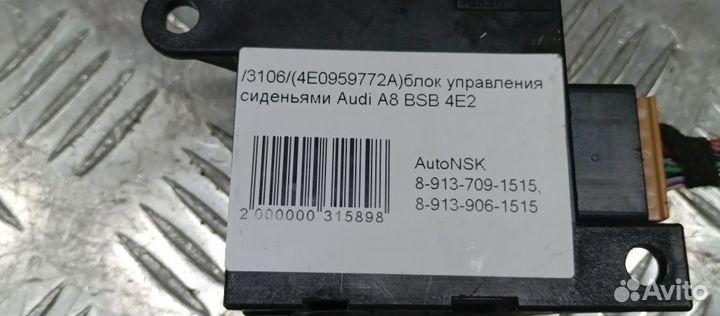 /3106/(4E0959772A)блок управления
сиденьями Audi A8 BSB 4E2
AutoNSK
8-913-709-1515,
8-913-906-1515
2 000000 315898
Avito